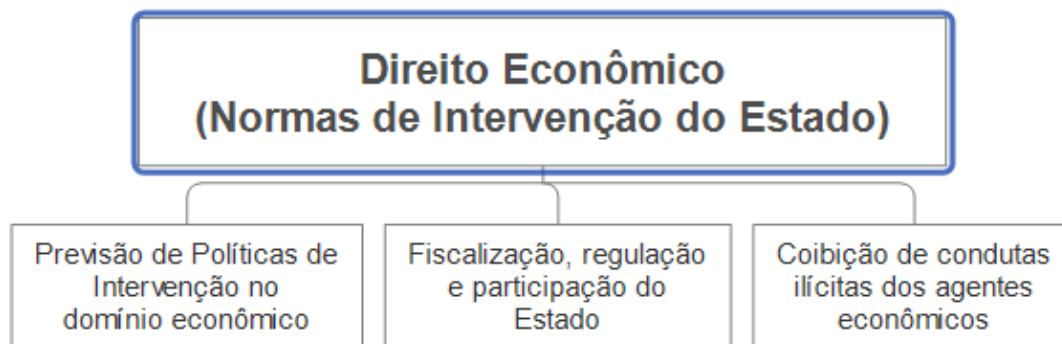 Direito Econômico
(Normas de Intervenção do Estado)
Previsão de Políticas de
Intervenção no
domínio econômico
Fiscalização, regulação
e participação do
Estado
Coibição de condutas
ilícitas dos agentes
econômicos